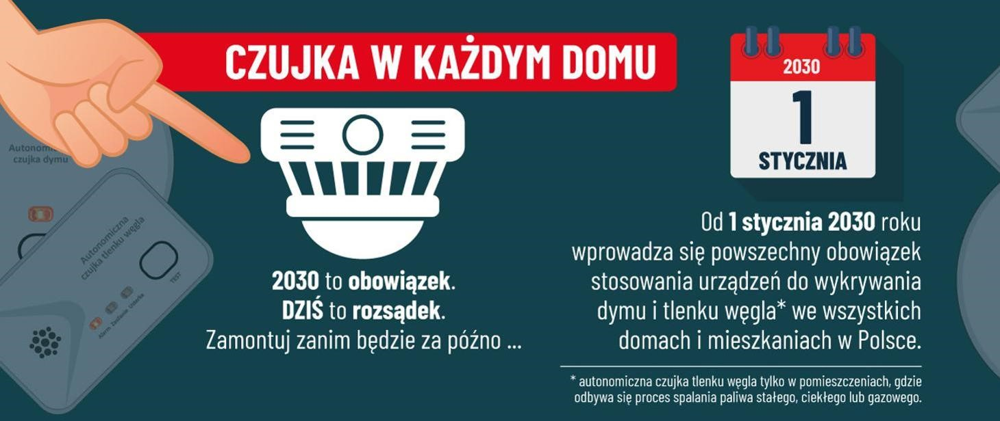 CZUJKA W KAŻDYM DOMU
2030
1
STYCZNIA
Autonomi
czujka dymu
Autonomiczna
czujka tlenku węgla
TEST
Alarm Zasilanie Usterka
2030 to obowiązek.
DZIŚ to rozsądek.
Zamontuj zanim będzie za późno ...
Od 1 stycznia 2030 roku
wprowadza się powszechny obowiązek
stosowania urządzeń do wykrywania
dymu i tlenku węgla* we wszystkich
domach i mieszkaniach w Polsce.
* autonomiczna czujka tlenku węgla tylko w pomieszczeniach, gdzie
odbywa się proces spalania paliwa stałego, ciekłego lub gazowego.